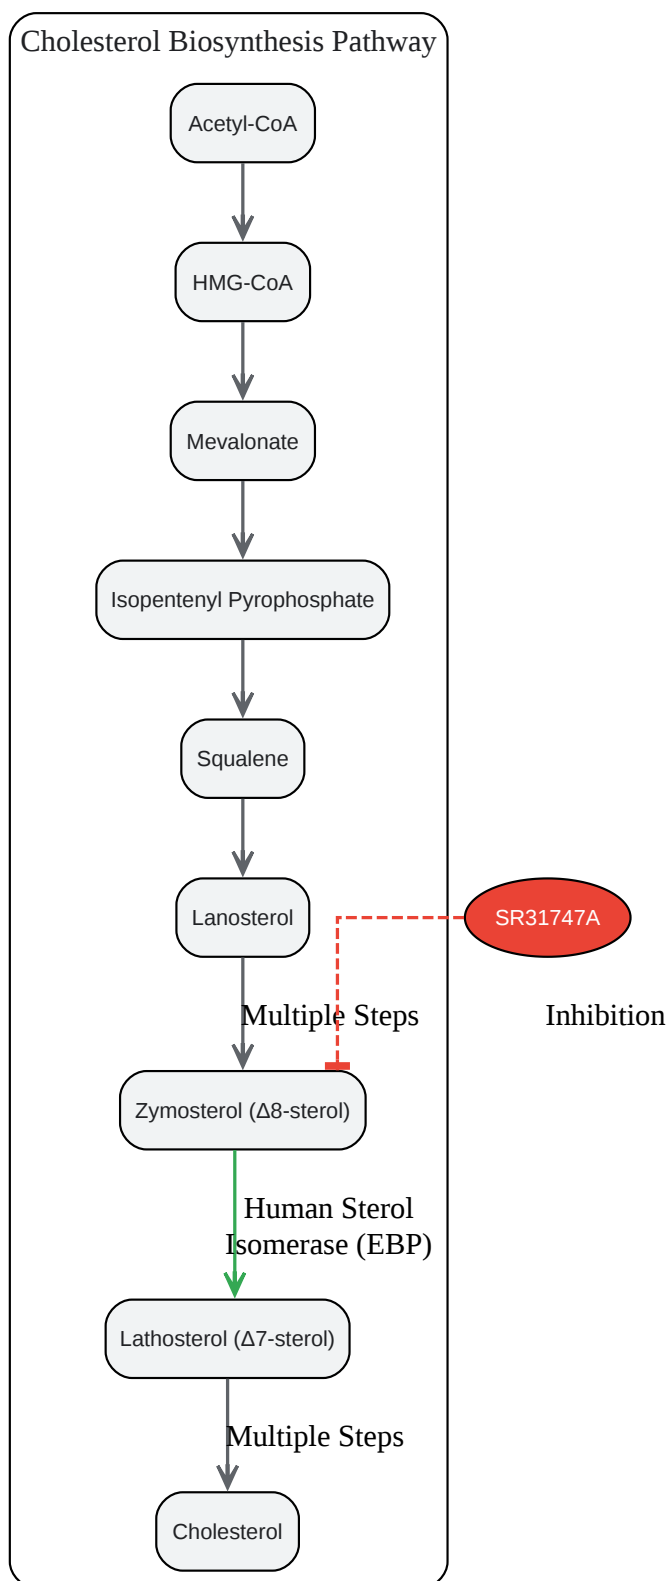 Cholesterol Biosynthesis Pathway
Acetyl-CoA
HMG-CoA
Mevalonate
Isopentenyl Pyrophosphate
Squalene
Lanosterol
SR31747A
Multiple Steps
Inhibition
Zymosterol (Δ8-sterol)
Human Sterol
Isomerase (EBP)
Lathosterol (Δ7-sterol)
Multiple Steps
Cholesterol